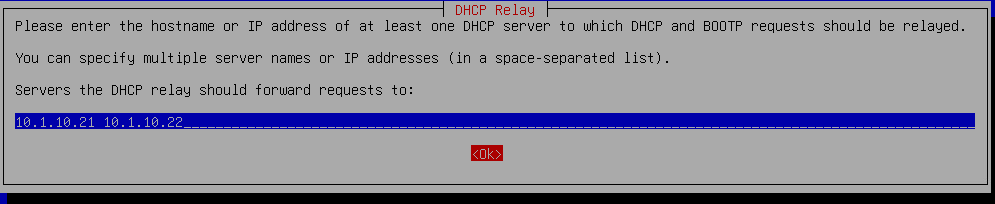 DHCP Relay
Please enter the hostname or IP address of at least one DHCP server to which DHCP and BOOTP requests should be relayed.
You can specify multiple server names or IP addresses (in a space-separated list).
Servers the DHCP relay should forward requests to:
10.1.10.21 10.1.10.22
<Ok>